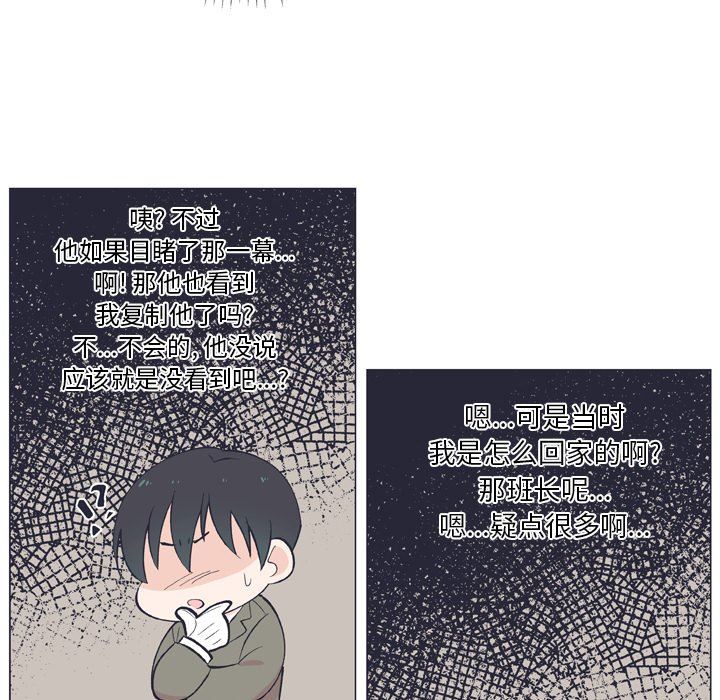 咦? 不过
他如果目睹了那一幕...
啊! 那他也看到
我复制他了吗?
不...不会的, 他没说
应该就是没看到吧...?
!?
嗯...可是当时
我是怎么回家的啊?
那班长呢...
嗯...疑点很多啊...